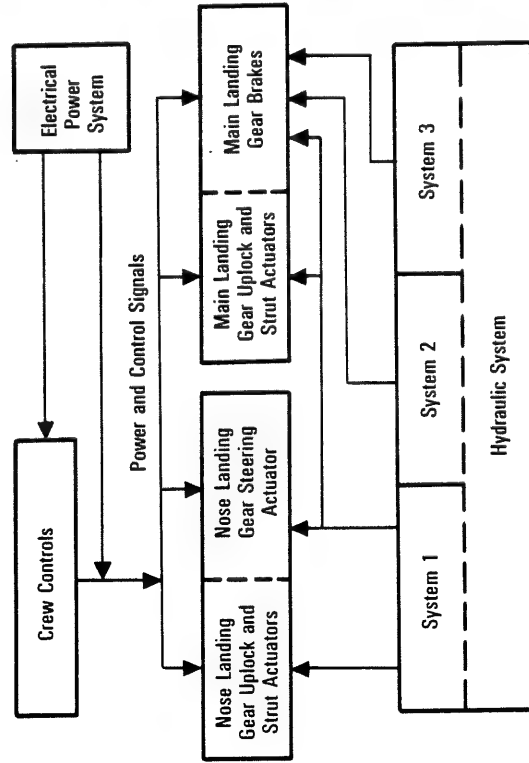 Electrical
Power
System
Crew Controls
Power and Control Signals
Nose Landing
Gear Uplock and
Strut Actuators
Nose Landing
Gear Steering
Actuator
Main Landing
Gear Uplock and
Strut Actuators
Main Landing
Gear Brakes
System 1
System 2
System 3
Hydraulic System